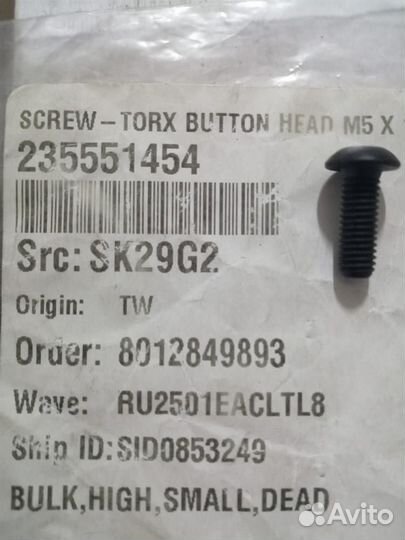 SCREW-TORX BUTTON HEAD M5 X
235551454
Src: SK29G2
Origin: TW
Order: 8012849893
Wave: RU2501EACLTL8
Ship ID:SID0853249
BULK,HIGH,SMALL,DEAD
Avito